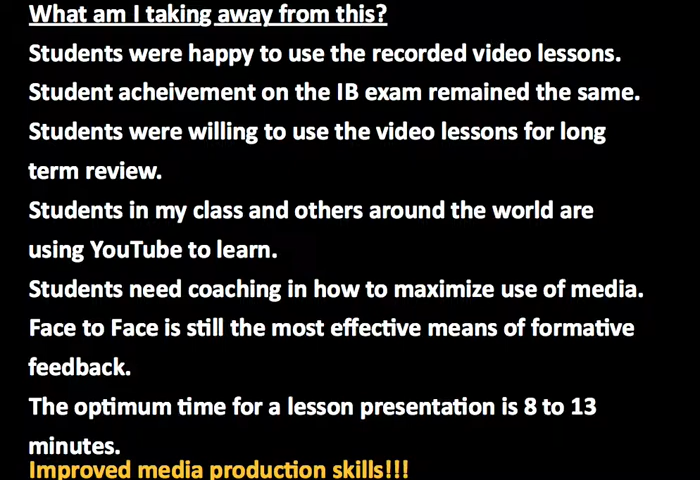 What am I taking away from this?
Students were happy to use the recorded video lessons.
Student acheivement on the IB exam remained the same.
Students were willing to use the video lessons for long
term review.
Students in my class and others around the world are
using YouTube to learn.
Students need coaching in how to maximize use of media.
Face to Face is still the most effective means of formative
feedback.
The optimum time for a lesson presentation is 8 to 13
minutes.
Improved media production skills!!!